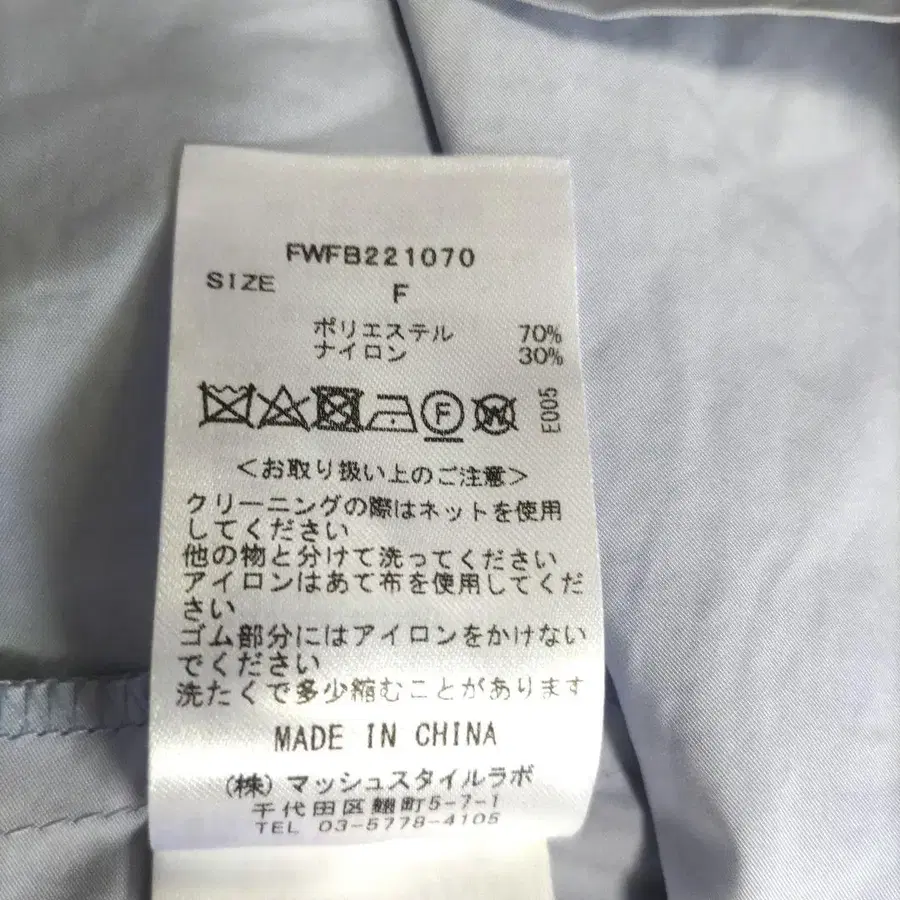 FWFB221070
SIZE F
ポリエステル 70%
ナイロン 30%
F W E005
＜お取り扱い上のご注意＞
クリーニングの際はネットを使用
してください
他の物と分けて洗ってください
アイロンはあて布を使用してくだ
さい
ゴム部分にはアイロンをかけない
でください
洗たくで多少縮むことがあります
MADE IN CHINA
(株)マッシュスタイルラボ
千代田区麹町5-7-1
TEL 03-5778-4105